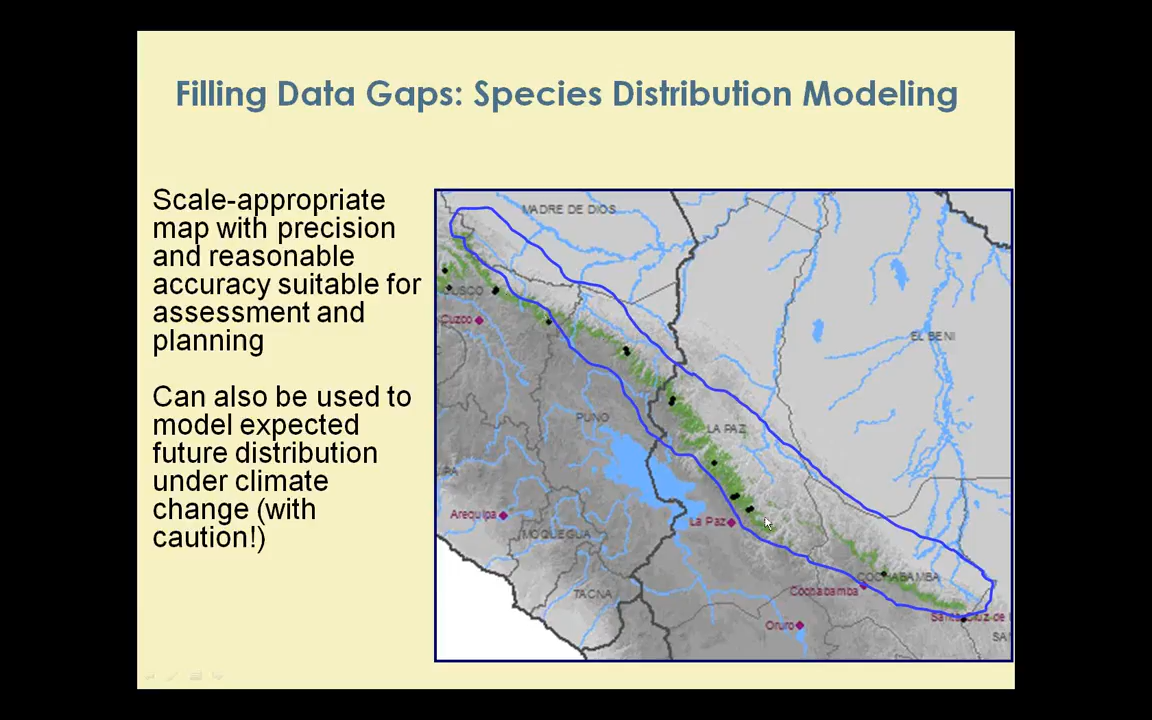 Filling Data Gaps: Species Distribution Modeling
Scale-appropriate
map with precision
and reasonable
accuracy suitable for
assessment and
planning
Can also be used to
model expected
future distribution
under climate
change (with
caution!)
MADRE DE DIOS
Cuzco
EL BENI
PUNO
LA PAZ
Arequipa
La Paz
MOQUEGUA
COCHABAMBA
Cochabamba
TACNA
Oruro